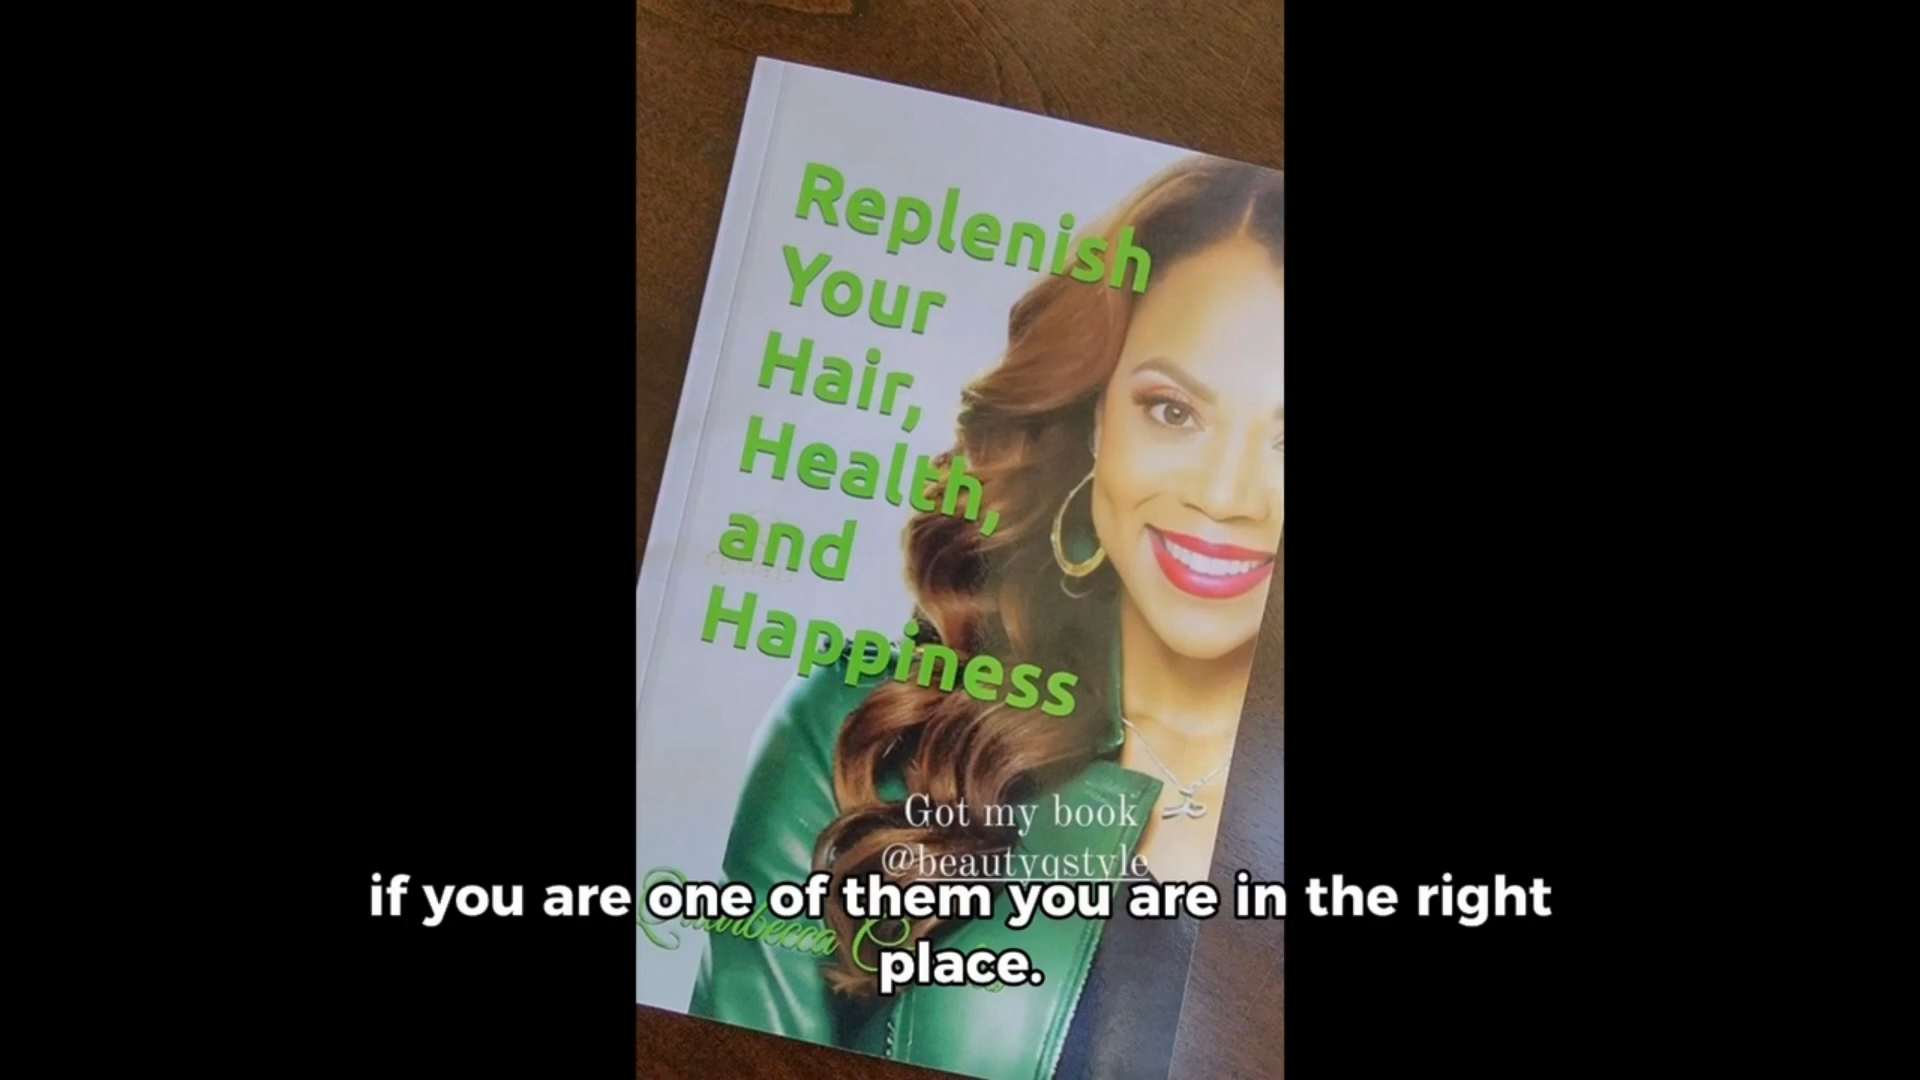 Replenish
Your
Hair,
Health,
and
Happiness
Got my book
@beautyqstyle
if you are one of them you are in the right
place.